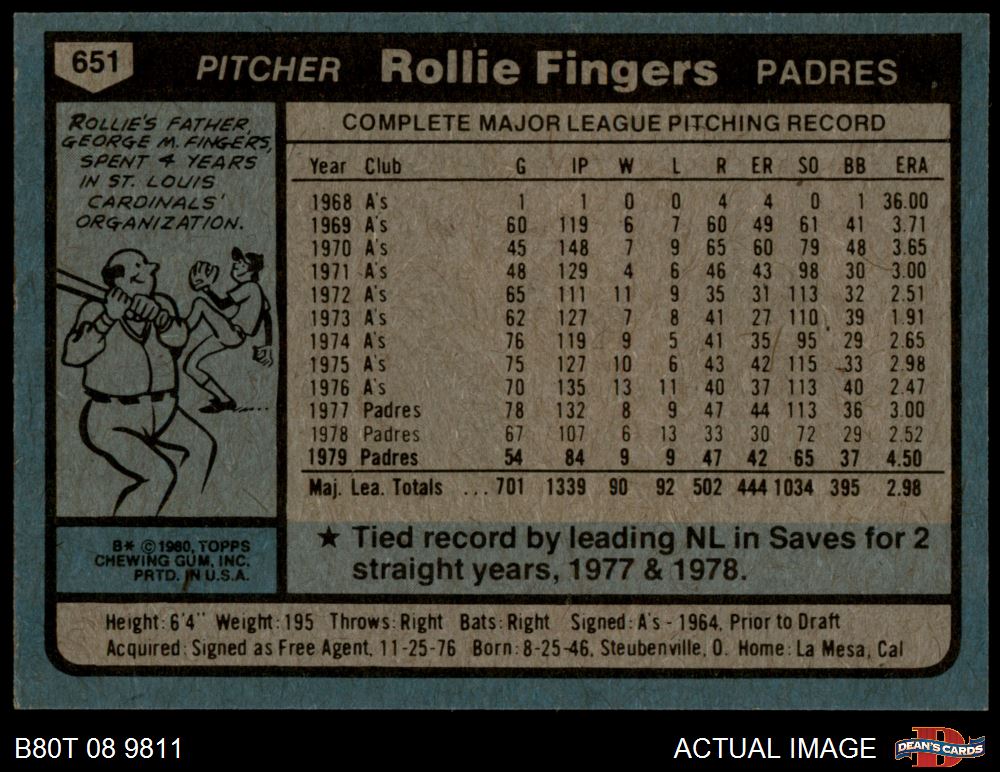 651
PITCHER Rollie Fingers PADRES
ROLLIE'S FATHER,
GEORGE M. FINGERS,
SPENT 4 YEARS
IN ST. LOUIS
CARDINALS'
ORGANIZATION.
B* © 1980, TOPPS
CHEWING GUM, INC.
PRTD. IN U.S.A.
COMPLETE MAJOR LEAGUE PITCHING RECORD
Year Club G IP W L R ER SO BB ERA
1968 A's 1 1 0 0 4 4 0 1 36.00
1969 A's 60 119 6 7 60 49 61 41 3.71
1970 A's 45 148 7 9 65 60 79 48 3.65
1971 A's 48 129 4 6 46 43 98 30 3.00
1972 A's 65 111 11 9 35 31 113 32 2.51
1973 A's 62 127 7 8 41 27 110 39 1.91
1974 A's 76 119 9 5 41 35 95 29 2.65
1975 A's 75 127 10 6 43 42 115 33 2.98
1976 A's 70 135 13 11 40 37 113 40 2.47
1977 Padres 78 132 8 9 47 44 113 36 3.00
1978 Padres 67 107 6 13 33 30 72 29 2.52
1979 Padres 54 84 9 9 47 42 65 37 4.50
Maj. Lea. Totals ... 701 1339 90 92 502 444 1034 395 2.98
★ Tied record by leading NL in Saves for 2
straight years, 1977 & 1978.
Height: 6'4" Weight: 195 Throws: Right Bats: Right Signed: A's - 1964, Prior to Draft
Acquired: Signed as Free Agent, 11-25-76 Born: 8-25-46, Steubenville, O. Home: La Mesa, Cal
B80T 08 9811
ACTUAL IMAGE
D
DEAN'S CARDS